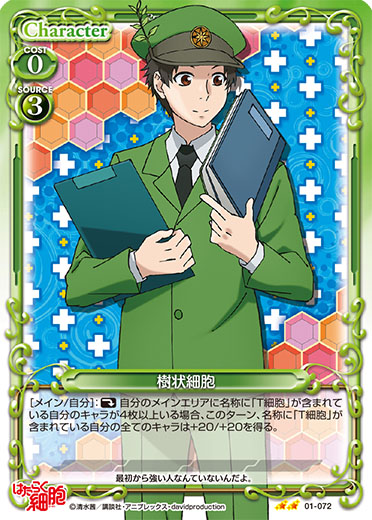 Character
COST
0
SOURCE
3
樹状細胞
[メイン/自分]: 自分のメインエリアに名称に「T細胞」が含まれて
いる自分のキャラが4枚以上いる場合、このターン、名称に「T細胞」が
含まれている自分の全てのキャラは+20/+20を得る。
最初から強い人なんていないんだよ。
はたらく
細胞
©清水茜/講談社・アニプレックス・davidproduction
01-072